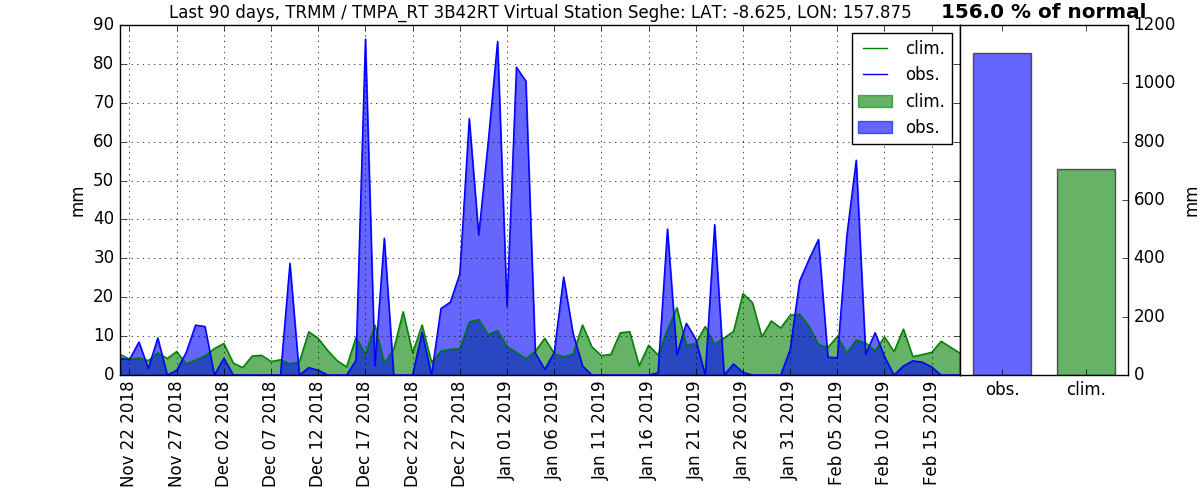 Last 90 days, TRMM / TMPA_RT 3B42RT Virtual Station Seghe: LAT: -8.625, LON: 157.875
156.0 % of normal
90
80
70
60
50
40
30
20
10
0
mm
clim.
obs.
clim.
obs.
Nov 22 2018
Nov 27 2018
Dec 02 2018
Dec 07 2018
Dec 12 2018
Dec 17 2018
Dec 22 2018
Dec 27 2018
Jan 01 2019
Jan 06 2019
Jan 11 2019
Jan 16 2019
Jan 21 2019
Jan 26 2019
Jan 31 2019
Feb 05 2019
Feb 10 2019
Feb 15 2019
1200
1000
800
600
400
200
0
mm
obs.
clim.